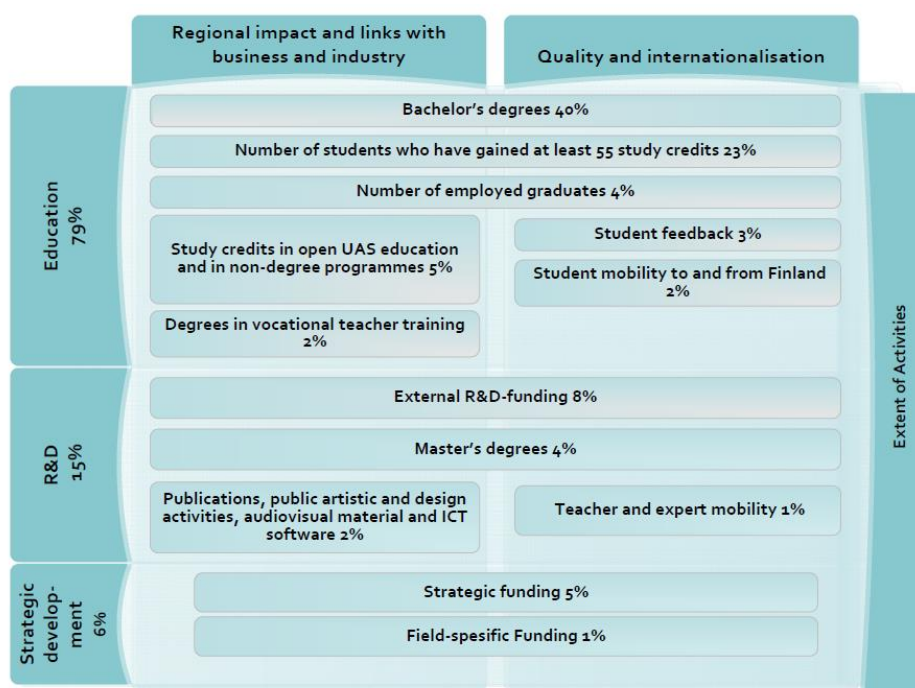 Regional impact and links with
business and industry
Quality and internationalisation
Education
79%
Bachelor's degrees 40%
Number of students who have gained at least 55 study credits 23%
Number of employed graduates 4%
Study credits in open UAS education
and in non-degree programmes 5%
Student feedback 3%
Student mobility to and from Finland
2%
Degrees in vocational teacher training
2%
R&D
15%
External R&D-funding 8%
Master's degrees 4%
Publications, public artistic and design
activities, audiovisual material and ICT
software 2%
Teacher and expert mobility 1%
Strategic
develop-
ment
6%
Strategic funding 5%
Field-spesific Funding 1%
Extent of Activities